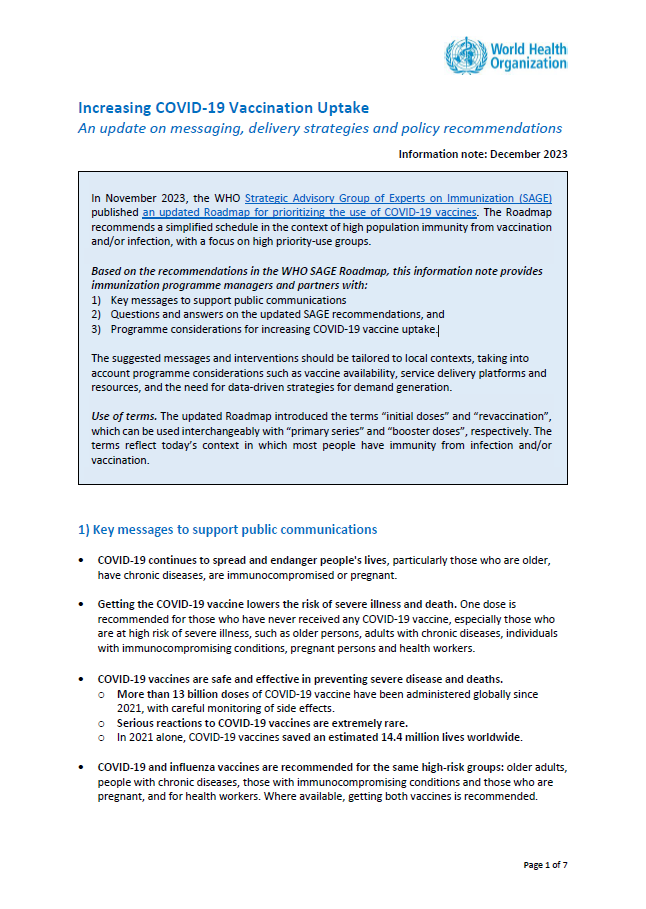 World Health
Organization
Increasing COVID-19 Vaccination Uptake
An update on messaging, delivery strategies and policy recommendations
Information note: December 2023
In November 2023, the WHO Strategic Advisory Group of Experts on Immunization (SAGE)
published an updated Roadmap for prioritizing the use of COVID-19 vaccines. The Roadmap
recommends a simplified schedule in the context of high population immunity from vaccination
and/or infection, with a focus on high priority-use groups.
Based on the recommendations in the WHO SAGE Roadmap, this information note provides
immunization programme managers and partners with:
1) Key messages to support public communications
2) Questions and answers on the updated SAGE recommendations, and
3) Programme considerations for increasing COVID-19 vaccine uptake.
The suggested messages and interventions should be tailored to local contexts, taking into
account programme considerations such as vaccine availability, service delivery platforms and
resources, and the need for data-driven strategies for demand generation.
Use of terms. The updated Roadmap introduced the terms “initial doses” and “revaccination”,
which can be used interchangeably with “primary series” and “booster doses”, respectively. The
terms reflect today’s context in which most people have immunity from infection and/or
vaccination.
1) Key messages to support public communications
• COVID-19 continues to spread and endanger people's lives, particularly those who are older,
have chronic diseases, are immunocompromised or pregnant.
• Getting the COVID-19 vaccine lowers the risk of severe illness and death. One dose is
recommended for those who have never received any COVID-19 vaccine, especially those who
are at high risk of severe illness, such as older persons, adults with chronic diseases, individuals
with immunocompromising conditions, pregnant persons and health workers.
• COVID-19 vaccines are safe and effective in preventing severe disease and deaths.
o More than 13 billion doses of COVID-19 vaccine have been administered globally since
2021, with careful monitoring of side effects.
o Serious reactions to COVID-19 vaccines are extremely rare.
o In 2021 alone, COVID-19 vaccines saved an estimated 14.4 million lives worldwide.
• COVID-19 and influenza vaccines are recommended for the same high-risk groups: older adults,
people with chronic diseases, those with immunocompromising conditions and those who are
pregnant, and for health workers. Where available, getting both vaccines is recommended.
Page 1 of 7